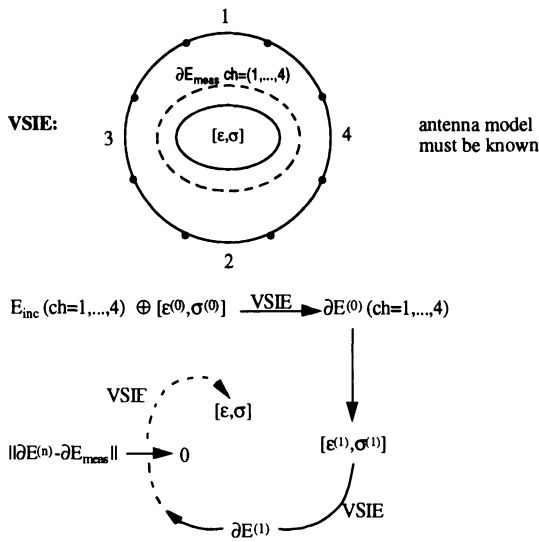 1
∂E_meas ch=(1,...,4)
VSIE:
3
[ε,σ]
4
antenna model
must be known
2
E_inc (ch=1,...,4) ⊕ [ε⁽⁰⁾,σ⁽⁰⁾] VSIE ∂E⁽⁰⁾ (ch=1,...,4)
VSIE
[ε,σ]
||∂E⁽ⁿ⁾-∂E_meas|| 0
[ε⁽¹⁾,σ⁽¹⁾]
VSIE
∂E⁽¹⁾